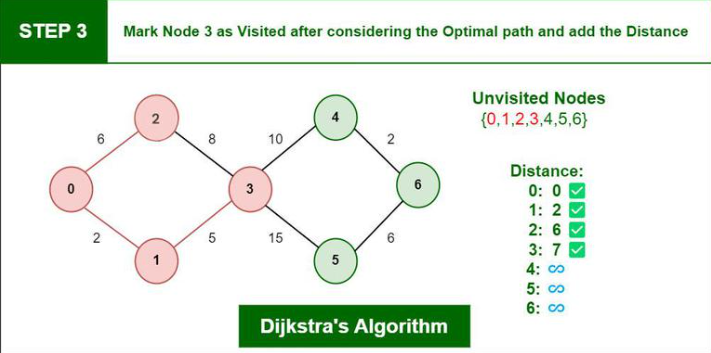 STEP 3
Mark Node 3 as Visited after considering the Optimal path and add the Distance
Unvisited Nodes
{0,1,2,3,4,5,6}
2
4
6
8
10
2
0
3
6
2
5
15
6
1
5
Distance:
0: 0 ✅
1: 2 ✅
2: 6 ✅
3: 7 ✅
4: ∞
5: ∞
6: ∞
Dijkstra's Algorithm